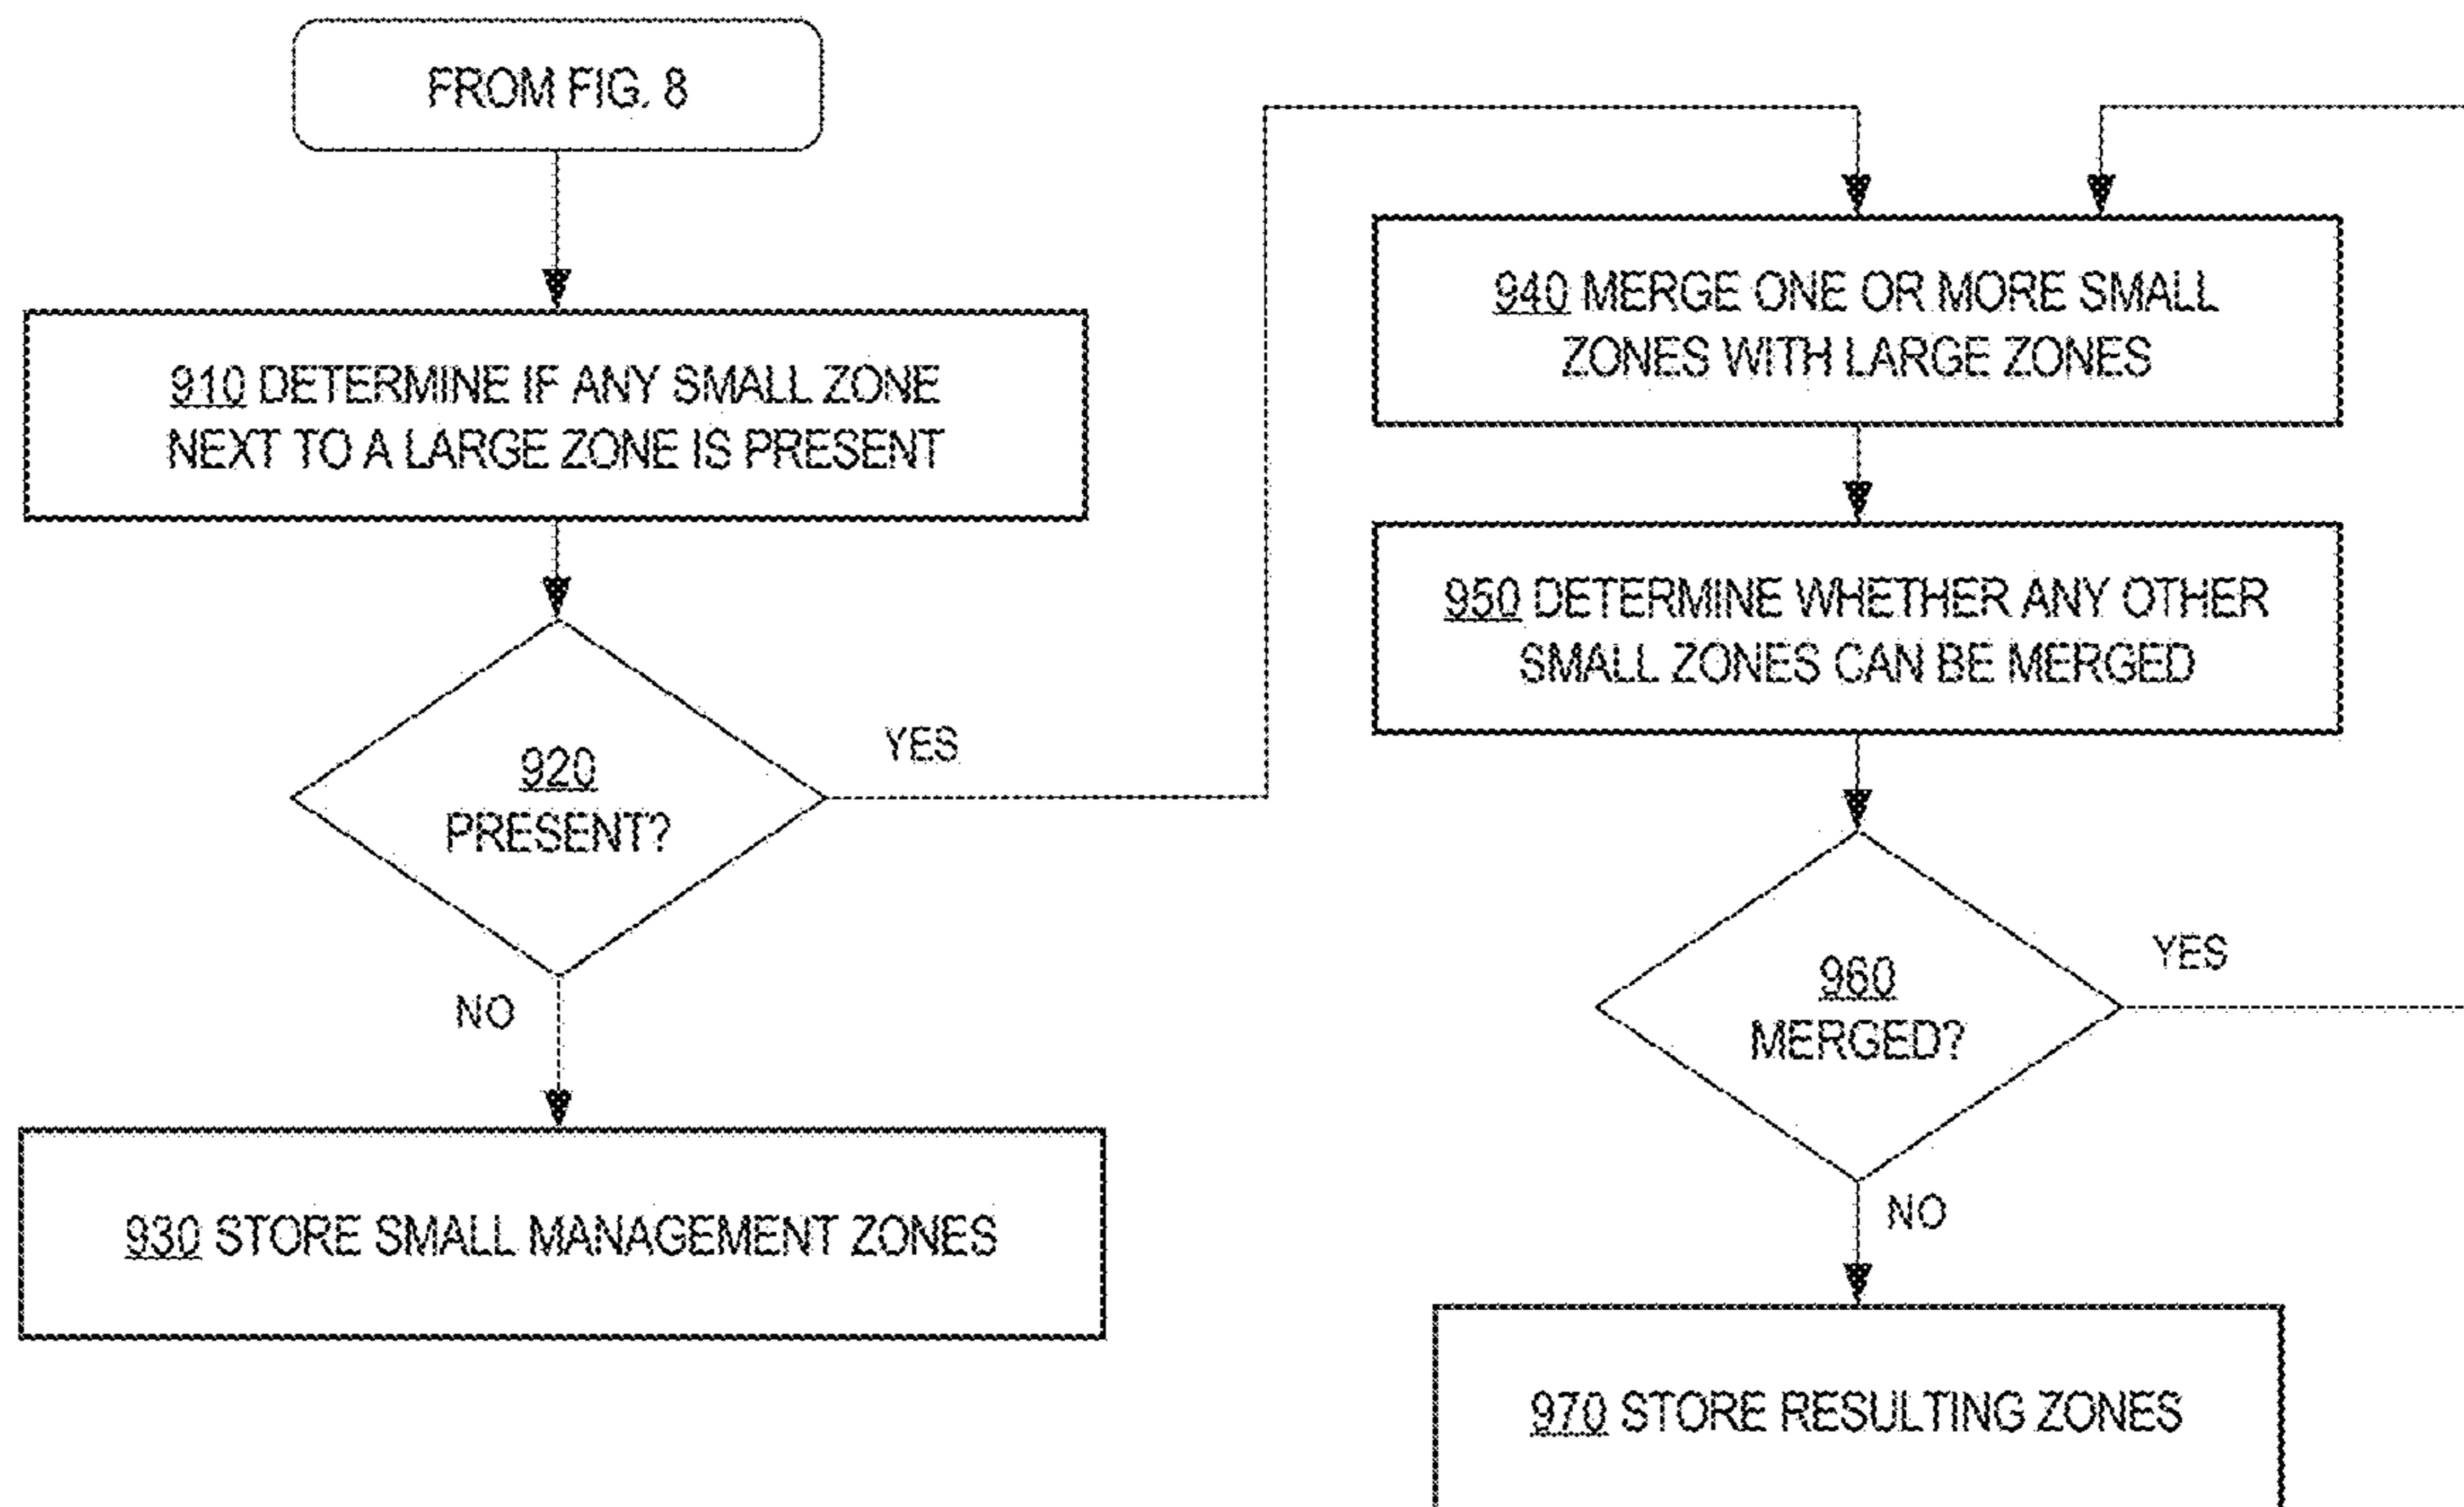 FROM FIG. 8
910 DETERMINE IF ANY SMALL ZONE
NEXT TO A LARGE ZONE IS PRESENT
920
PRESENT?
YES
NO
930 STORE SMALL MANAGEMENT ZONES
940 MERGE ONE OR MORE SMALL
ZONES WITH LARGE ZONES
950 DETERMINE WHETHER ANY OTHER
SMALL ZONES CAN BE MERGED
960
MERGED?
YES
NO
970 STORE RESULTING ZONES